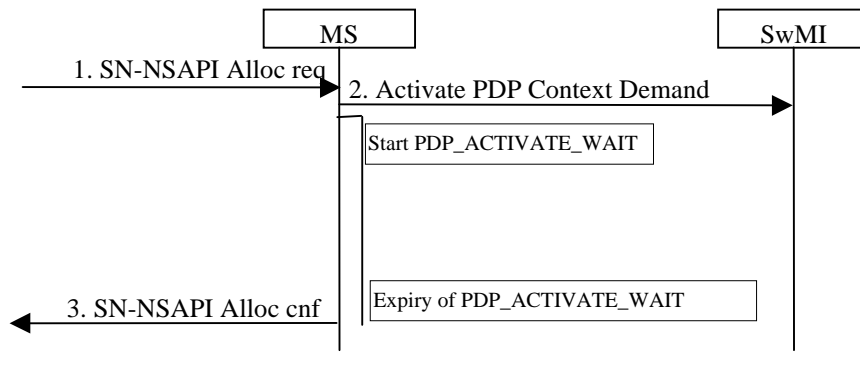 MS
SwMI
1. SN-NSAPI Alloc req
2. Activate PDP Context Demand
Start PDP_ACTIVATE_WAIT
Expiry of PDP_ACTIVATE_WAIT
3. SN-NSAPI Alloc cnf